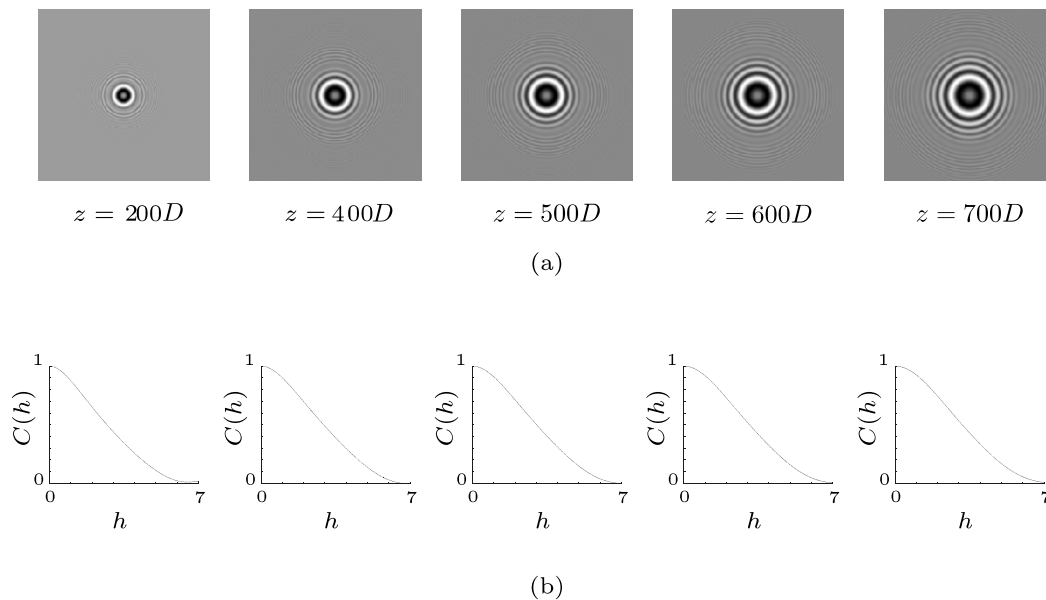 z = 200D z = 400D z = 500D z = 600D z = 700D
(a)
1 1 1 1 1
C(h) C(h) C(h) C(h) C(h)
0 0 0 0 0
0 7 0 7 0 7 0 7 0 7
h h h h h
(b)